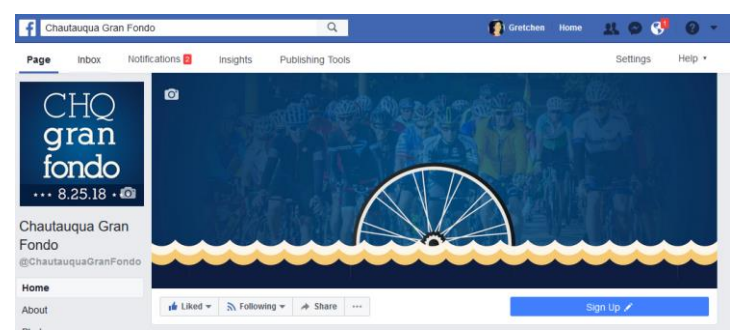 Chautauqua Gran Fondo
Gretchen Home 1 ?
Page Inbox Notifications 2 Insights Publishing Tools Settings Help
CHQ
gran
fondo
••• 8.25.18 •
Chautauqua Gran
Fondo
@ChautauquaGranFondo
Home
Liked Following Share ••• Sign Up
About